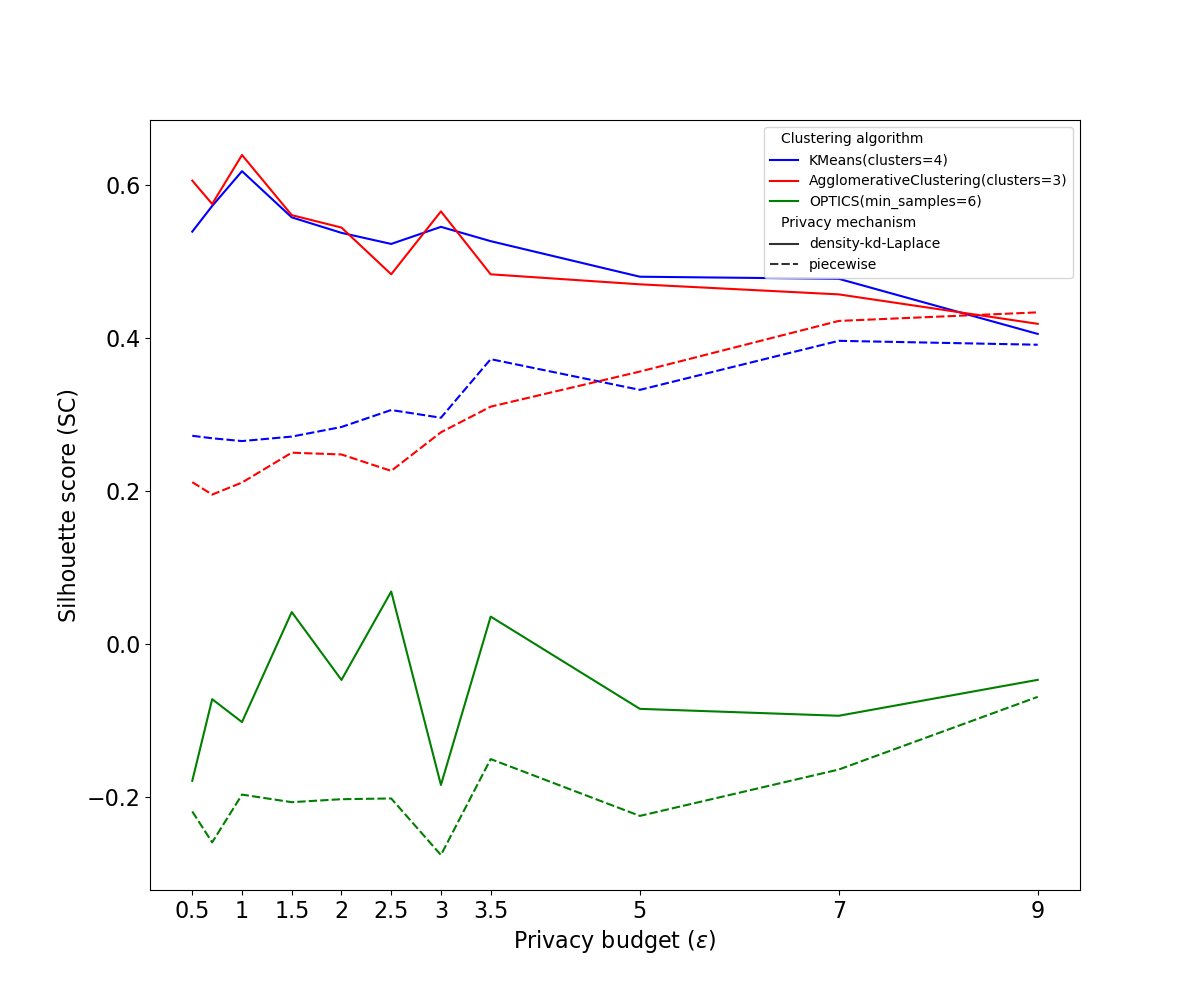 Clustering algorithm
KMeans(clusters=4)
AgglomerativeClustering(clusters=3)
OPTICS(min_samples=6)
Privacy mechanism
density-kd-Laplace
piecewise
Silhouette score (SC)
0.6
0.4
0.2
0.0
−0.2
0.5 1 1.5 2 2.5 3 3.5 5 7 9
Privacy budget (ε)